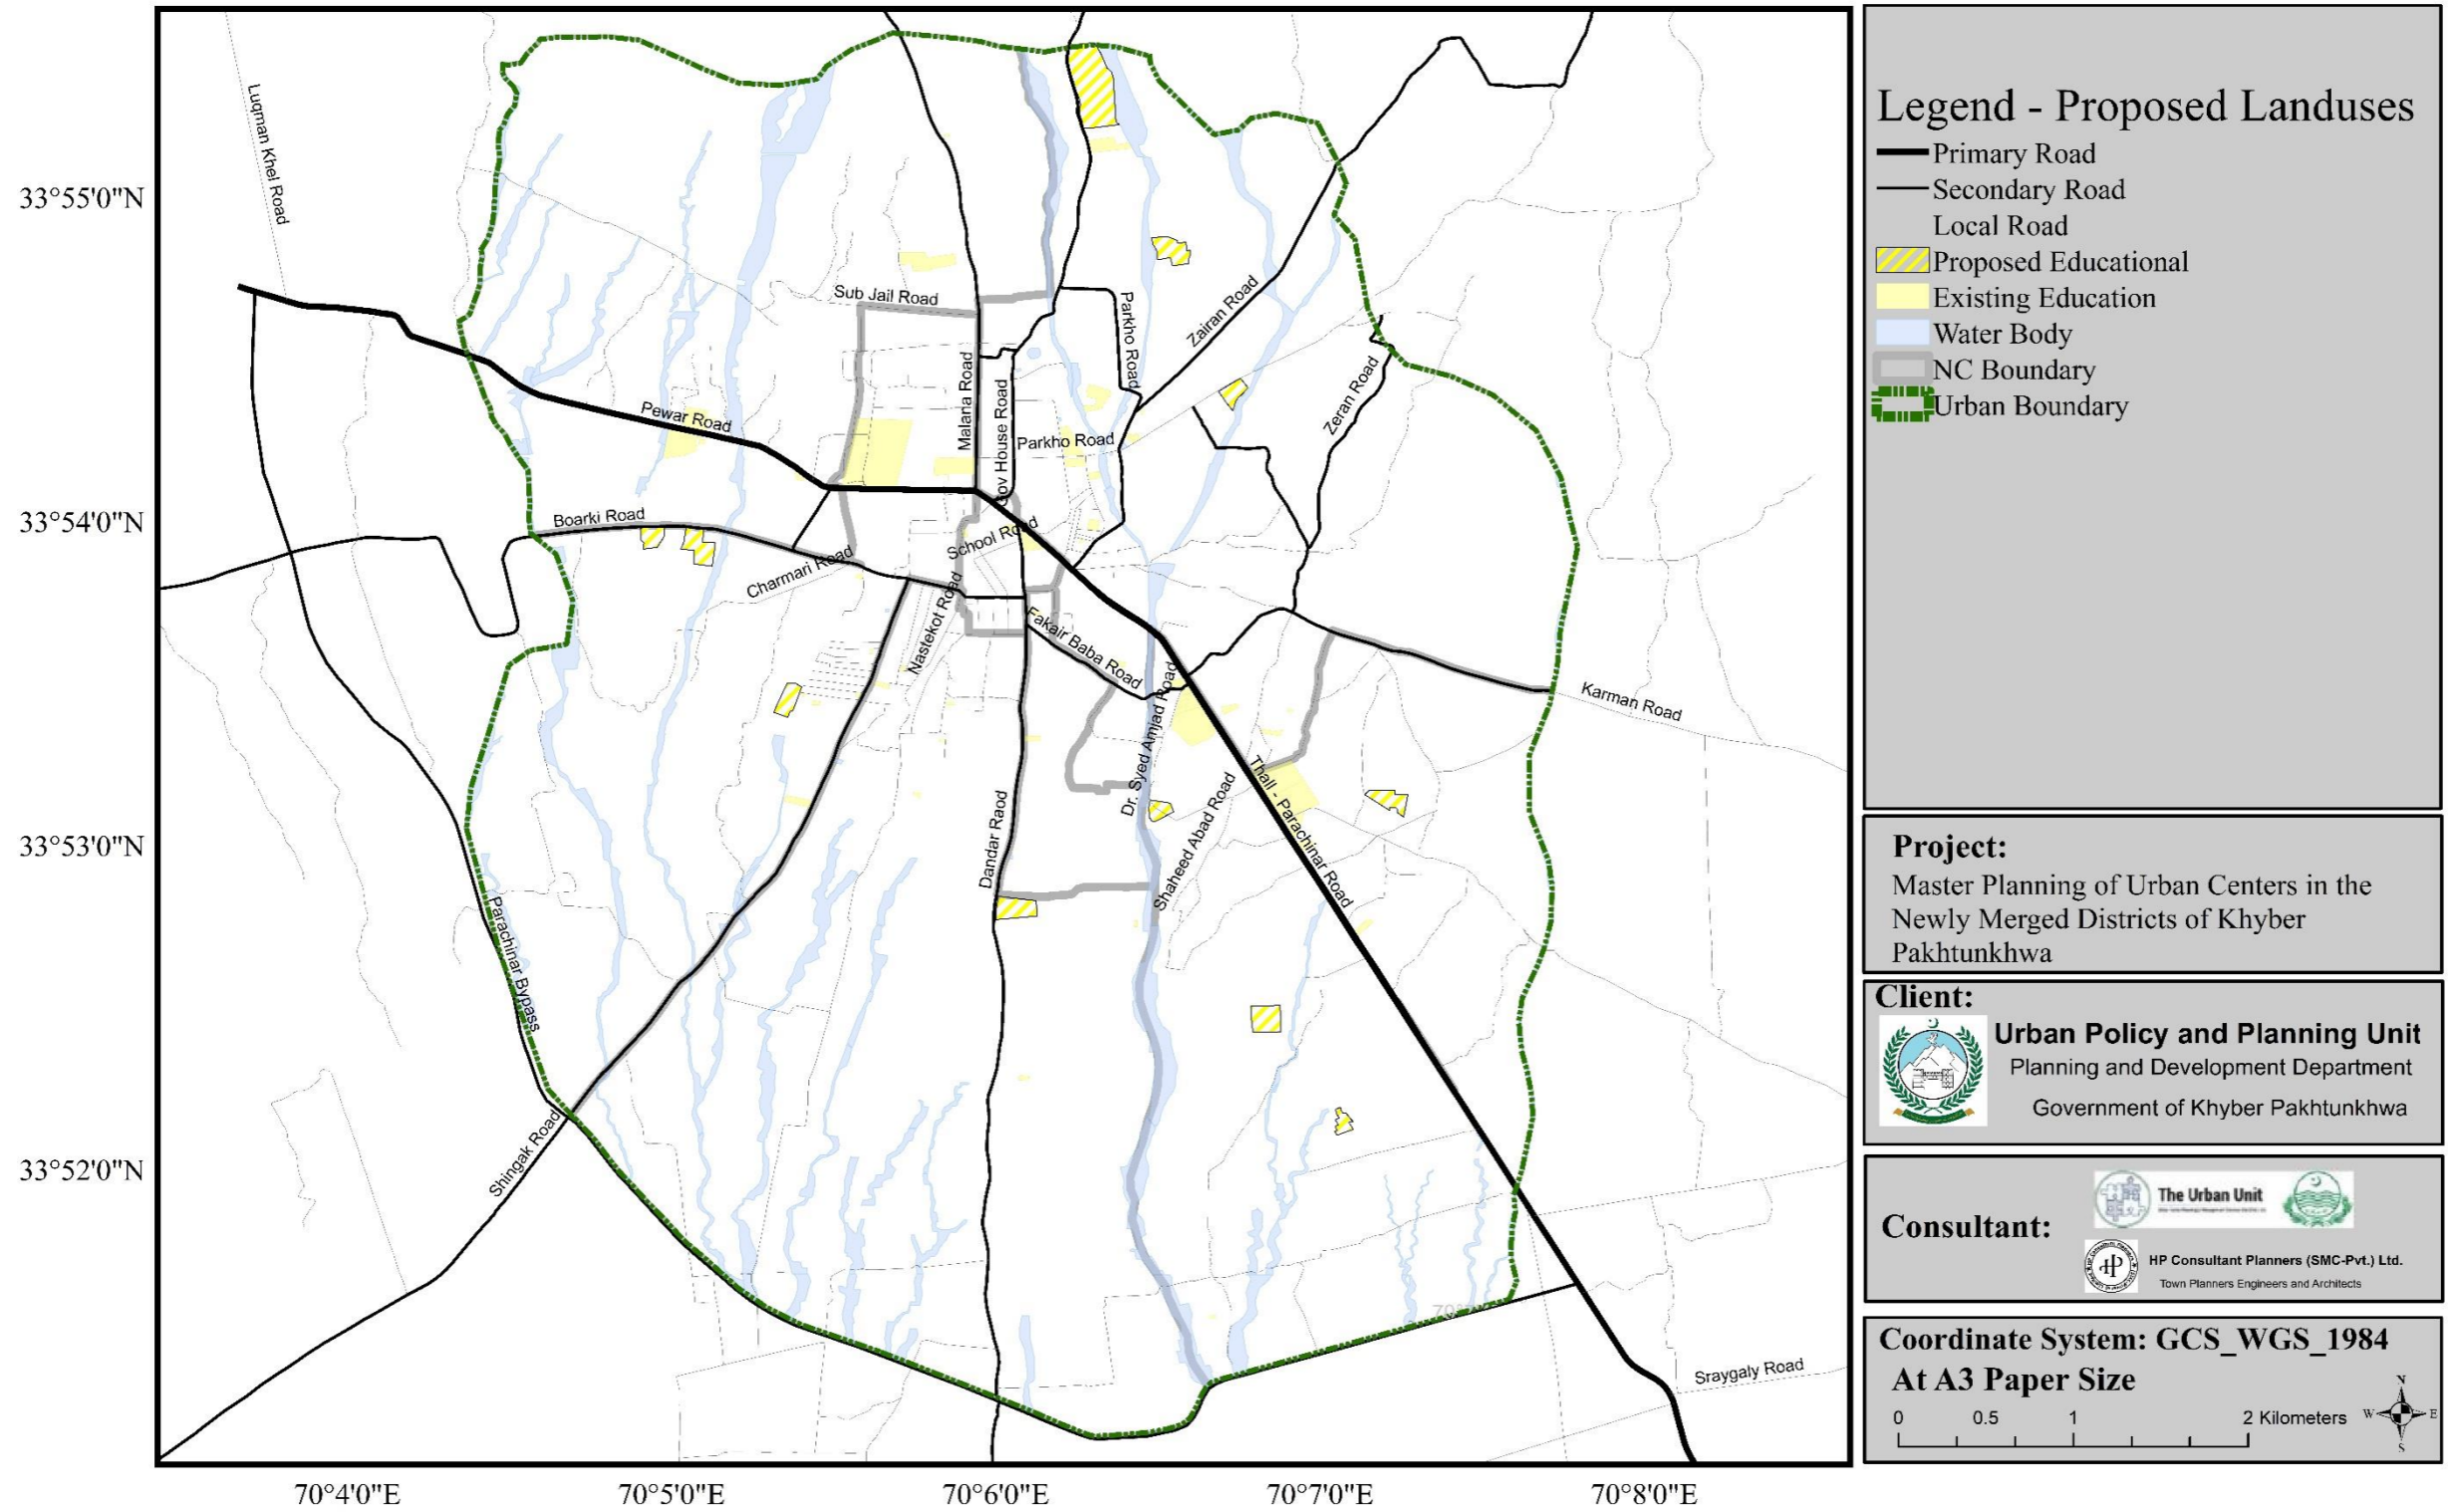 Luqman Khel Road
33°55'0"N
Sub Jail Road
Parkho Road
Zairan Road
Malana Road
Gov House Road
Zeran Road
Pewar Road
Parkho Road
33°54'0"N
Boarki Road
School Road
Charmari Road
Nastekot Road
Fakair Baba Road
Karman Road
Dr. Syed Amjad Road
Thall - Parachinar Road
Shaheed Abad Road
33°53'0"N
Dandar Raod
Parachinar Bypass
33°52'0"N
Shingak Road
Sraygaly Road
70°4'0"E
70°5'0"E
70°6'0"E
70°7'0"E
70°8'0"E
Legend - Proposed Landuses
Primary Road
Secondary Road
Local Road
Proposed Educational
Existing Education
Water Body
NC Boundary
Urban Boundary
Project:
Master Planning of Urban Centers in the
Newly Merged Districts of Khyber
Pakhtunkhwa
Client:
Urban Policy and Planning Unit
Planning and Development Department
Government of Khyber Pakhtunkhwa
Consultant:
The Urban Unit
HP Consultant Planners (SMC-Pvt.) Ltd.
Town Planners Engineers and Architects
Coordinate System: GCS_WGS_1984
At A3 Paper Size
0 0.5 1 2 Kilometers
N
W E
S